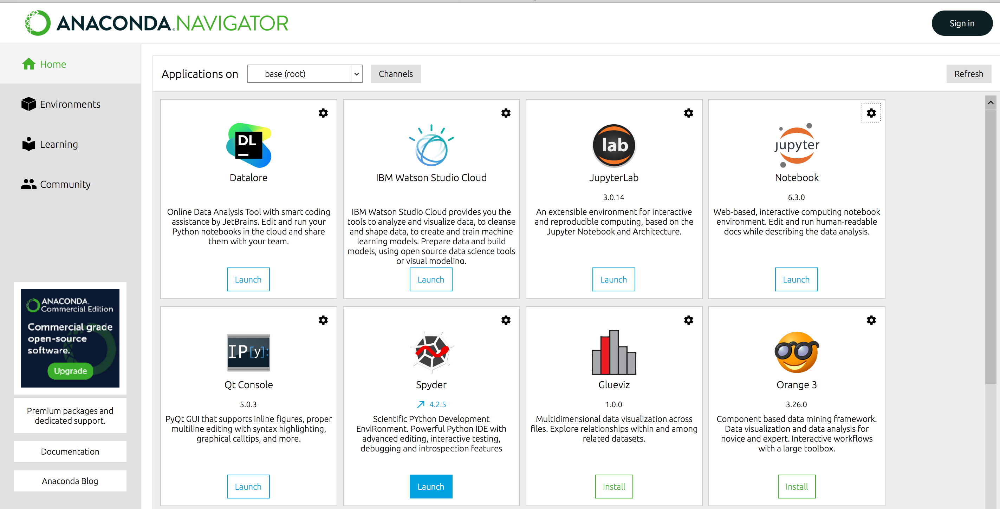 ANACONDA.NAVIGATOR
Sign in
Home
Environments
Learning
Community
ANACONDA.
Commercial Edition
Commercial grade
open-source
software.
Upgrade
Premium packages and
dedicated support.
Documentation
Anaconda Blog
Applications on
base (root)
Channels
Refresh
DL
Datalore
Online Data Analysis Tool with smart coding
assistance by JetBrains. Edit and run your
Python notebooks in the cloud and share
them with your team.
Launch
IBM Watson Studio Cloud
IBM Watson Studio Cloud provides you the
tools to analyze and visualize data, to cleanse
and shape data, to create and train machine
learning models. Prepare data and build
models, using open source data science tools
or visual modeling.
Launch
lab
JupyterLab
3.0.14
An extensible environment for interactive
and reproducible computing, based on the
Jupyter Notebook and Architecture.
Launch
jupyter
Notebook
6.3.0
Web-based, interactive computing notebook
environment. Edit and run human-readable
docs while describing the data analysis.
Launch
IP[y]:
Qt Console
5.0.3
PyQt GUI that supports inline figures, proper
multiline editing with syntax highlighting,
graphical calltips, and more.
Launch
Spyder
4.2.5
Scientific PYthon Development
EnviRonment. Powerful Python IDE with
advanced editing, interactive testing,
debugging and introspection features
Launch
Glueviz
1.0.0
Multidimensional data visualization across
files. Explore relationships within and among
related datasets.
Install
Orange 3
3.26.0
Component based data mining framework.
Data visualization and data analysis for
novice and expert. Interactive workflows
with a large toolbox.
Install